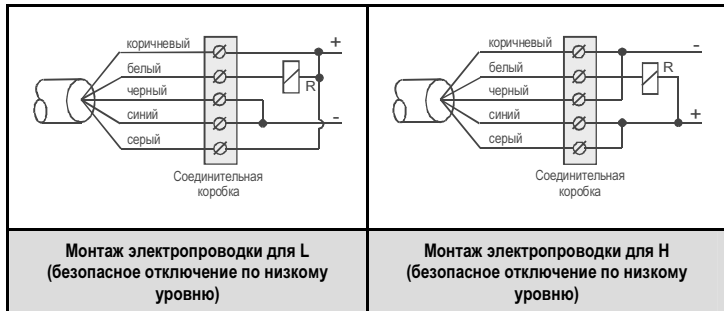 коричневый
+
белый
R
черный
синий
-
серый
Соединительная
коробка
коричневый
-
белый
R
черный
синий
+
серый
Соединительная
коробка
Монтаж электропроводки для L
(безопасное отключение по низкому
уровню)
Монтаж электропроводки для H
(безопасное отключение по низкому
уровню)